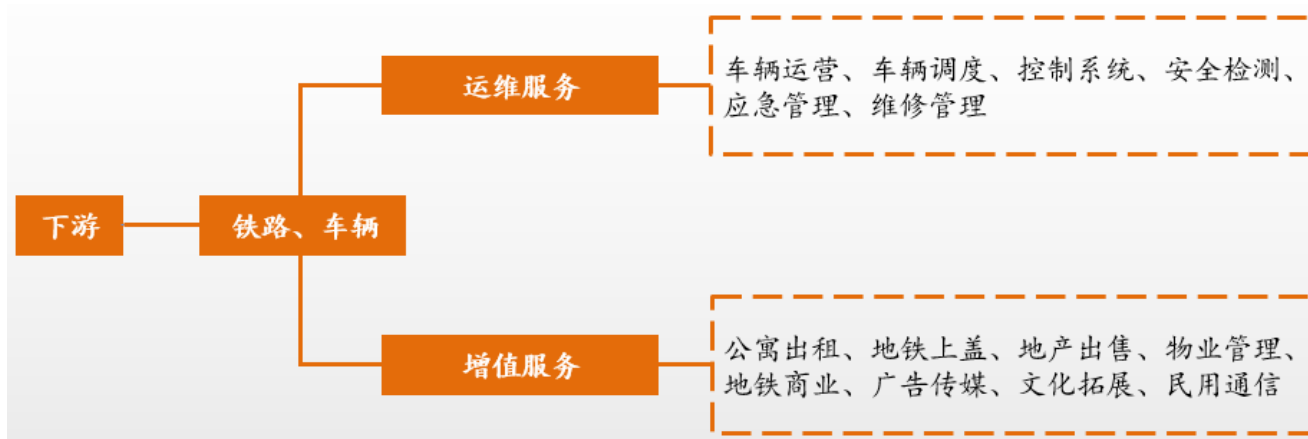 运维服务
车辆运营、车辆调度、控制系统、安全检测、
应急管理、维修管理
下游
铁路、车辆
增值服务
公寓出租、地铁上盖、地产出售、物业管理、
地铁商业、广告传媒、文化拓展、民用通信